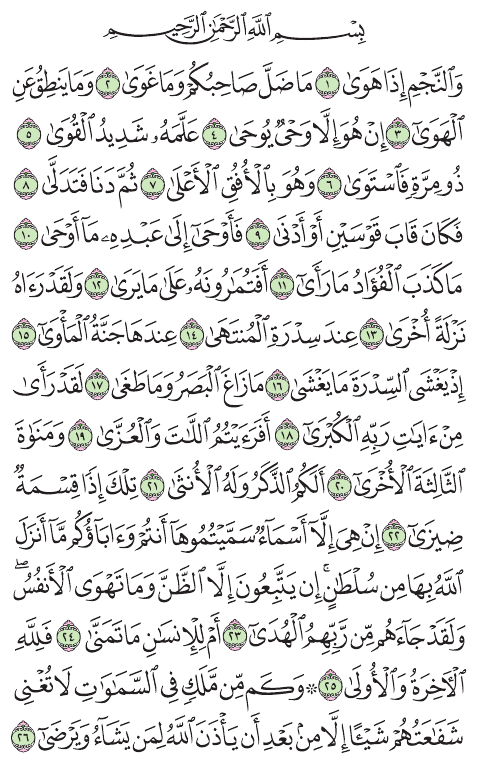 بِسْمِ ٱللَّهِ ٱلرَّحْمَٰنِ ٱلرَّحِيمِ
وَٱلنَّجْمِ إِذَا هَوَىٰ ١ مَا ضَلَّ صَاحِبُكُمْ وَمَا غَوَىٰ ٢ وَمَا يَنطِقُ عَنِ
ٱلْهَوَىٰٓ ٣ إِنْ هُوَ إِلَّا وَحْىٌ يُوحَىٰ ٤ عَلَّمَهُۥ شَدِيدُ ٱلْقُوَىٰ ٥
ذُو مِرَّةٍ فَٱسْتَوَىٰ ٦ وَهُوَ بِٱلْأُفُقِ ٱلْأَعْلَىٰ ٧ ثُمَّ دَنَا فَتَدَلَّىٰ ٨
فَكَانَ قَابَ قَوْسَيْنِ أَوْ أَدْنَىٰ ٩ فَأَوْحَىٰٓ إِلَىٰ عَبْدِهِۦ مَآ أَوْحَىٰ ١٠
مَا كَذَبَ ٱلْفُؤَادُ مَا رَأَىٰٓ ١١ أَفَتُمَٰرُونَهُۥ عَلَىٰ مَا يَرَىٰ ١٢ وَلَقَدْ رَءَاهُ
نَزْلَةً أُخْرَىٰ ١٣ عِندَ سِدْرَةِ ٱلْمُنتَهَىٰ ١٤ عِندَهَا جَنَّةُ ٱلْمَأْوَىٰٓ ١٥
إِذْ يَغْشَى ٱلسِّدْرَةَ مَا يَغْشَىٰ ١٦ مَا زَاغَ ٱلْبَصَرُ وَمَا طَغَىٰ ١٧ لَقَدْ رَأَىٰ
مِنْ ءَايَٰتِ رَبِّهِ ٱلْكُبْرَىٰٓ ١٨ أَفَرَءَيْتُمُ ٱللَّٰتَ وَٱلْعُزَّىٰ ١٩ وَمَنَوٰةَ
ٱلثَّالِثَةَ ٱلْأُخْرَىٰٓ ٢٠ أَلَكُمُ ٱلذَّكَرُ وَلَهُ ٱلْأُنثَىٰ ٢١ تِلْكَ إِذًا قِسْمَةٌ
ضِيزَىٰٓ ٢٢ إِنْ هِىَ إِلَّآ أَسْمَآءٌ سَمَّيْتُمُوهَآ أَنتُمْ وَءَابَآؤُكُم مَّآ أَنزَلَ
ٱللَّهُ بِهَا مِن سُلْطَٰنٍ ۚ إِن يَتَّبِعُونَ إِلَّا ٱلظَّنَّ وَمَا تَهْوَى ٱلْأَنفُسُ ۖ
وَلَقَدْ جَآءَهُم مِّن رَّبِّهِمُ ٱلْهُدَىٰٓ ٢٣ أَمْ لِلْإِنسَٰنِ مَا تَمَنَّىٰ ٢٤ فَلِلَّهِ
ٱلْءَاخِرَةُ وَٱلْأُولَىٰ ٢٥ ۞ وَكَم مِّن مَّلَكٍ فِى ٱلسَّمَٰوَٰتِ لَا تُغْنِى
شَفَٰعَتُهُمْ شَيْـًٔا إِلَّا مِنۢ بَعْدِ أَن يَأْذَنَ ٱللَّهُ لِمَن يَشَآءُ وَيَرْضَىٰٓ ٢٦